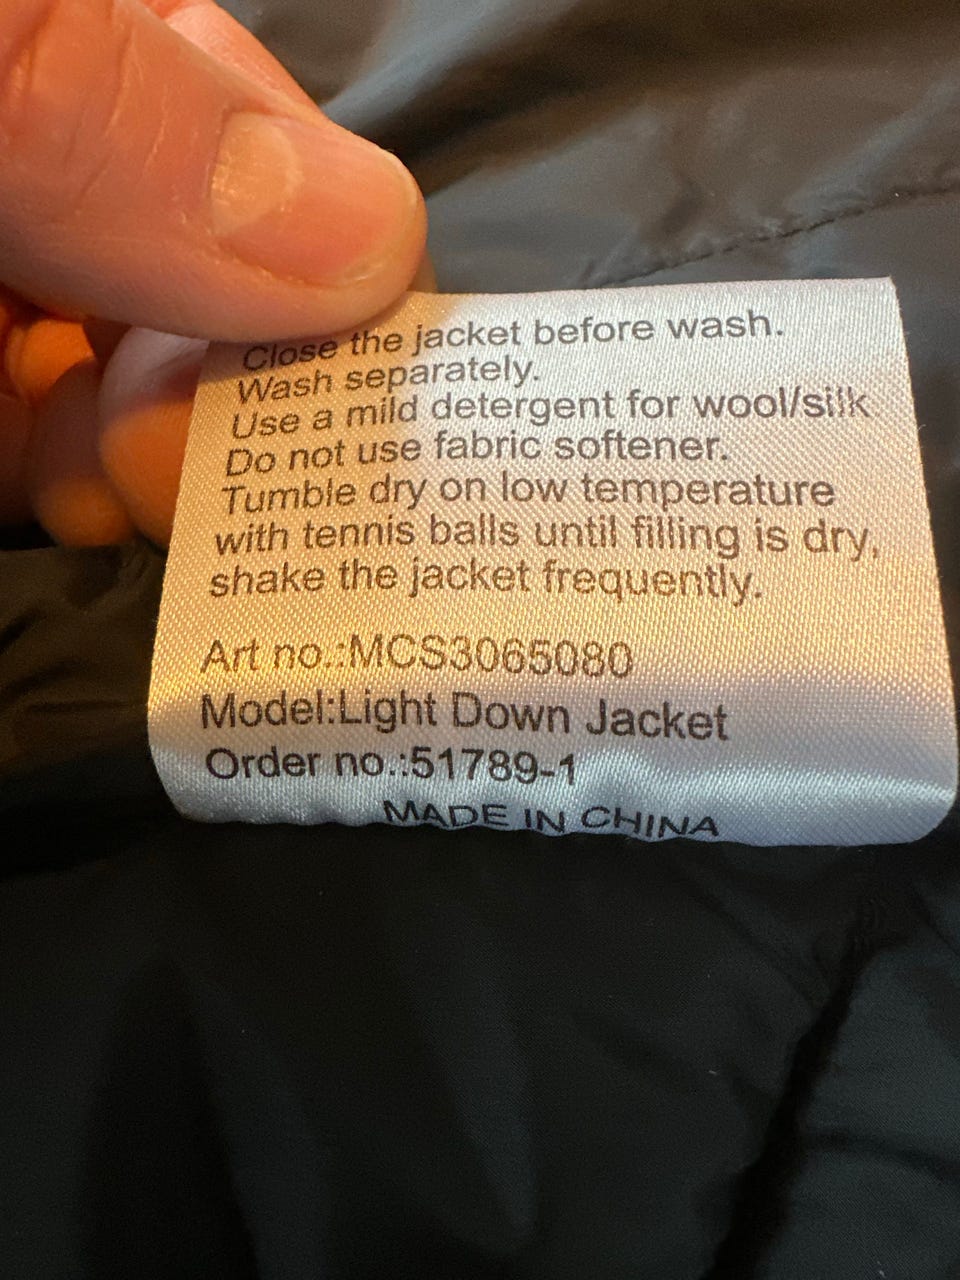 Close the jacket before wash.
Wash separately.
Use a mild detergent for wool/silk
Do not use fabric softener.
Tumble dry on low temperature
with tennis balls until filling is dry,
shake the jacket frequently.
Art no.:MCS3065080
Model:Light Down Jacket
Order no.:51789-1
MADE IN CHINA